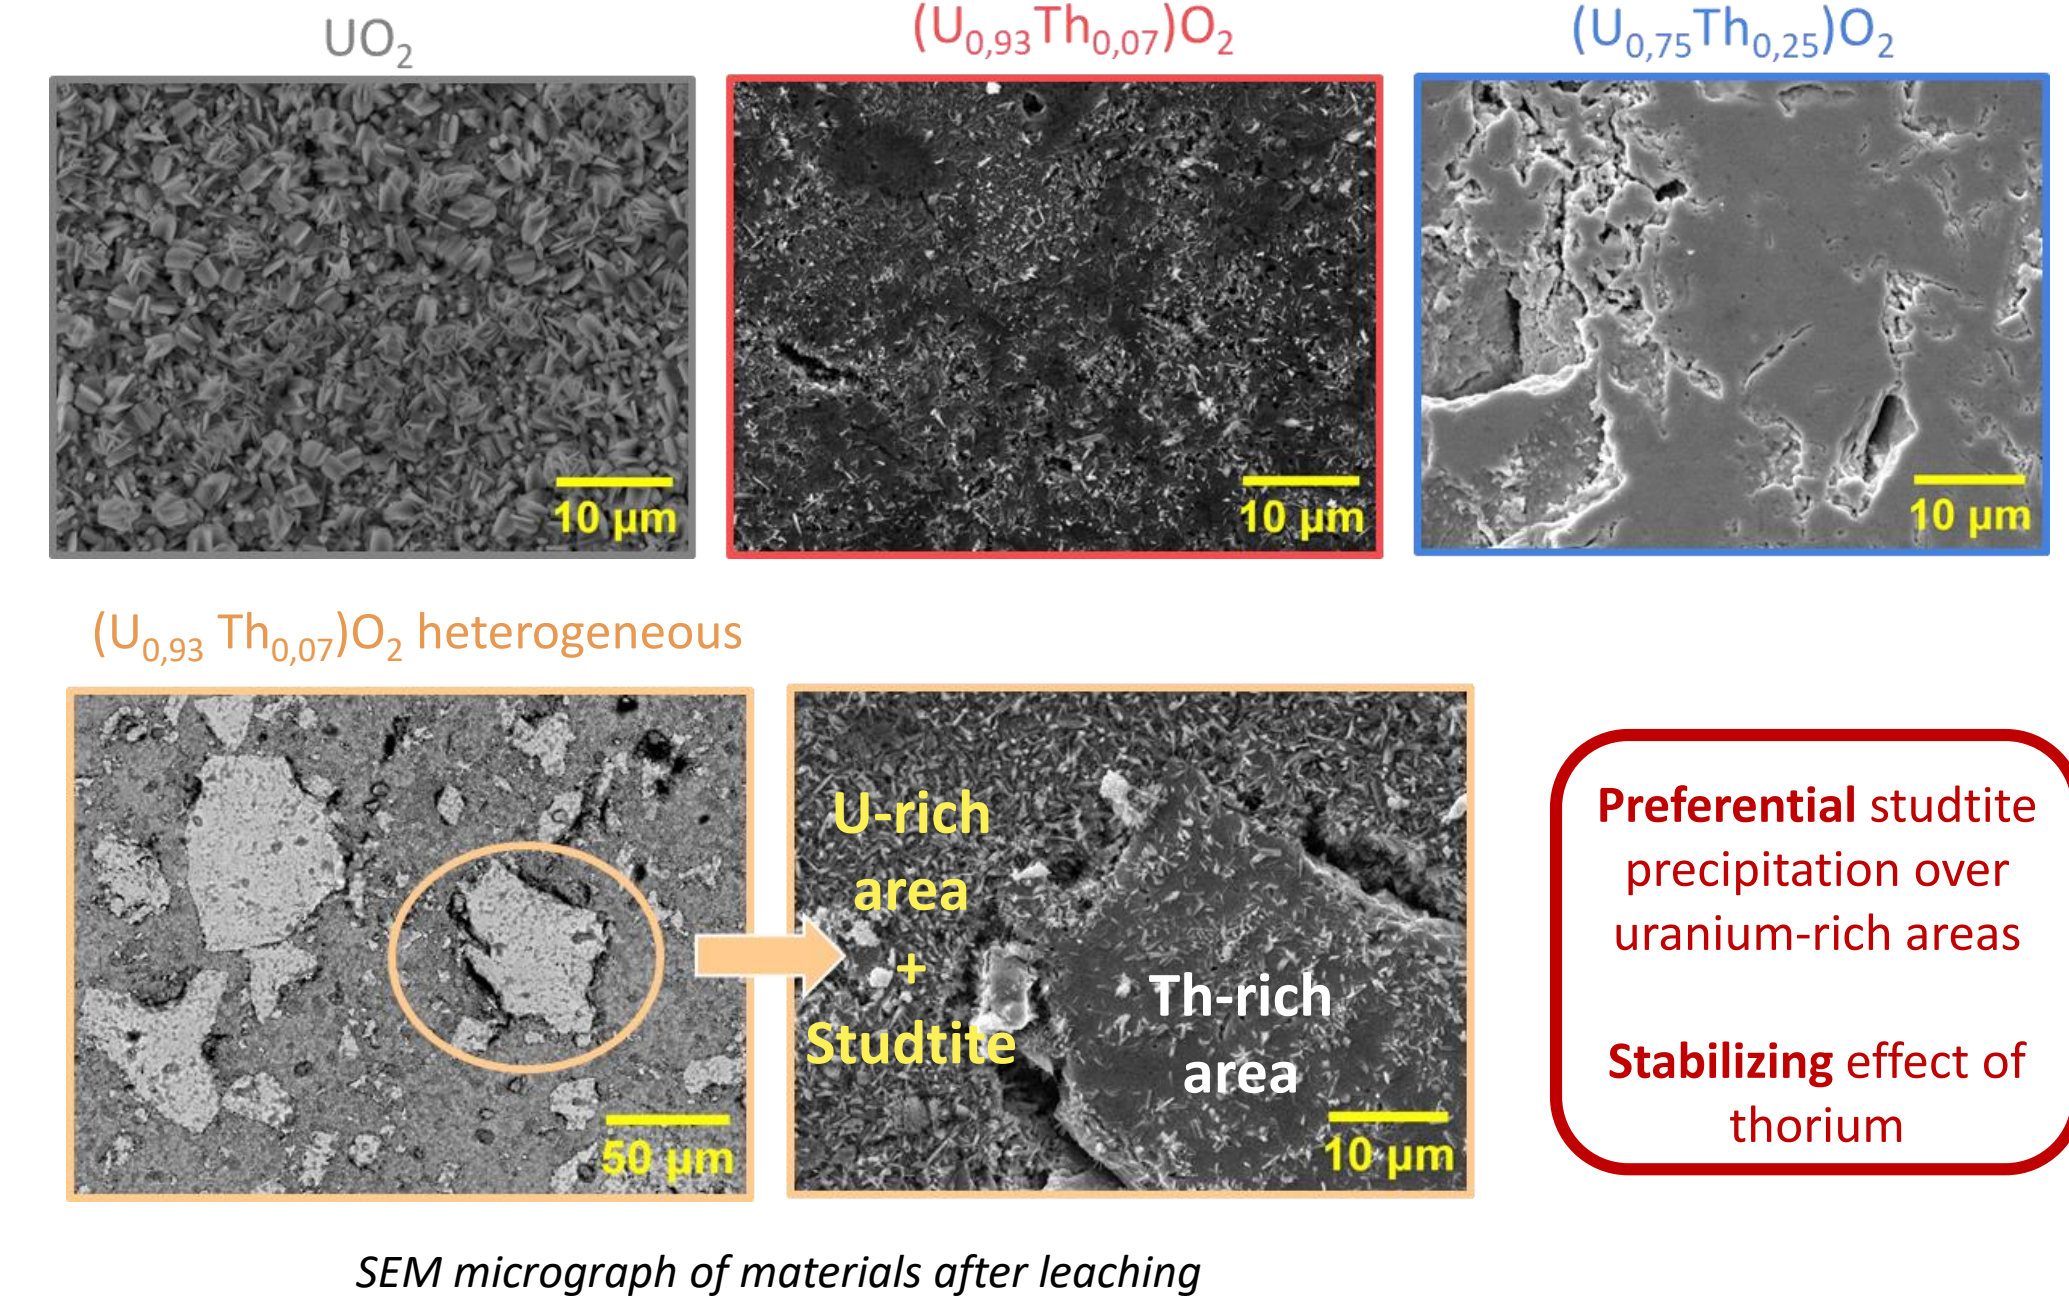 UO₂
(U₀,₉₃Th₀,₀₇)O₂
(U₀,₇₅Th₀,₂₅)O₂
10 µm
10 µm
10 µm
(U₀,₉₃ Th₀,₀₇)O₂ heterogeneous
50 µm
U-rich
area
+
Studtite
Th-rich
area
10 µm
Preferential studtite
precipitation over
uranium-rich areas
Stabilizing effect of
thorium
SEM micrograph of materials after leaching